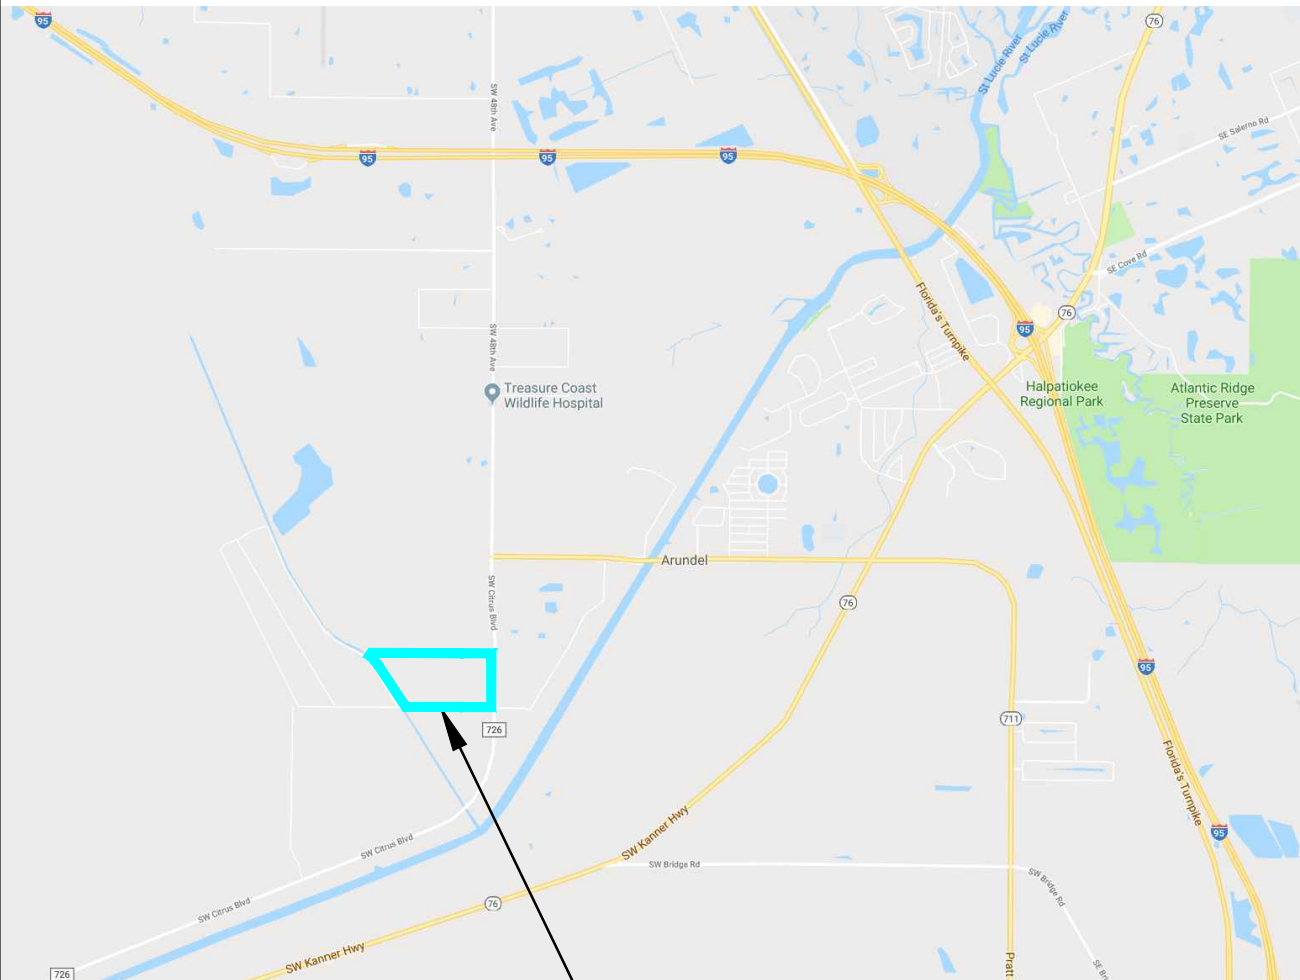 95
76
St Lucie River
St Lucie River
SW 48th Ave
SE Salerno Rd
95
95
95
SE Cove Rd
Florida's Turnpike
76
95
SW 48th Ave
Treasure Coast
Wildlife Hospital
Halpatiokee
Regional Park
Atlantic Ridge
Preserve
State Park
Arundel
SW Citrus Blvd
76
95
711
726
Florida's Turnpike
SW Kanner Hwy
95
SW Citrus Blvd
SW Bridge Rd
SW Bridge Rd
76
SW Citrus Blvd
SW Kanner Hwy
Pratt
726